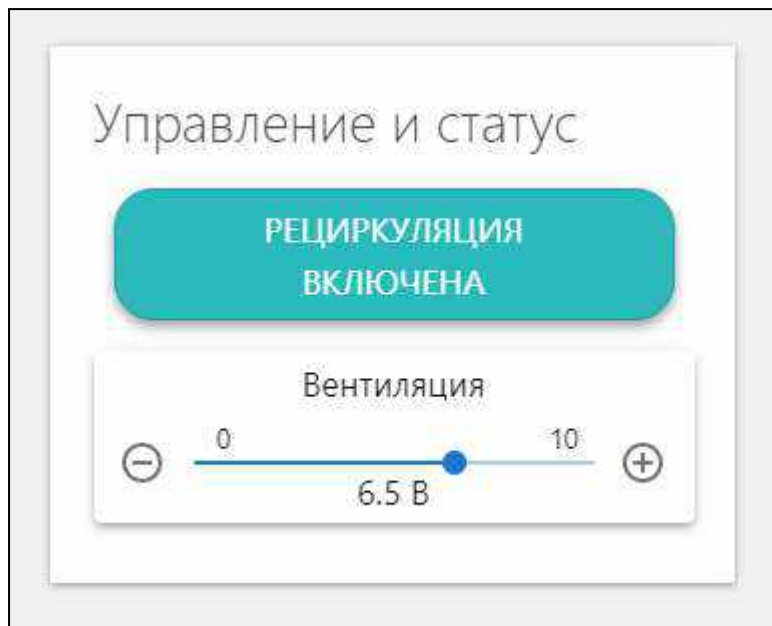 Управление и статус
РЕЦИРКУЛЯЦИЯ
ВКЛЮЧЕНА
Вентиляция
0 10
6.5 В